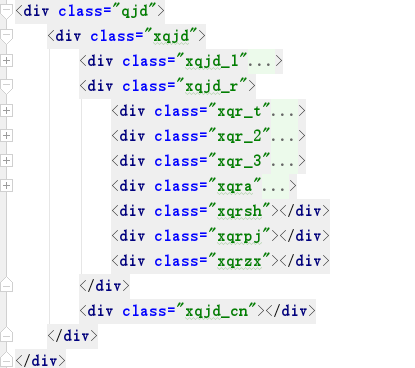 <div class="qjd">
<div class="xqjd">
<div class="xqjd_l"...>
<div class="xqjd_r">
<div class="xqr_t"...>
<div class="xqr_2"...>
<div class="xqr_3"...>
<div class="xqra"...>
<div class="xqrsh"></div>
<div class="xqrpj"></div>
<div class="xqrzx"></div>
</div>
<div class="xqjd_cn"></div>
</div>
</div>